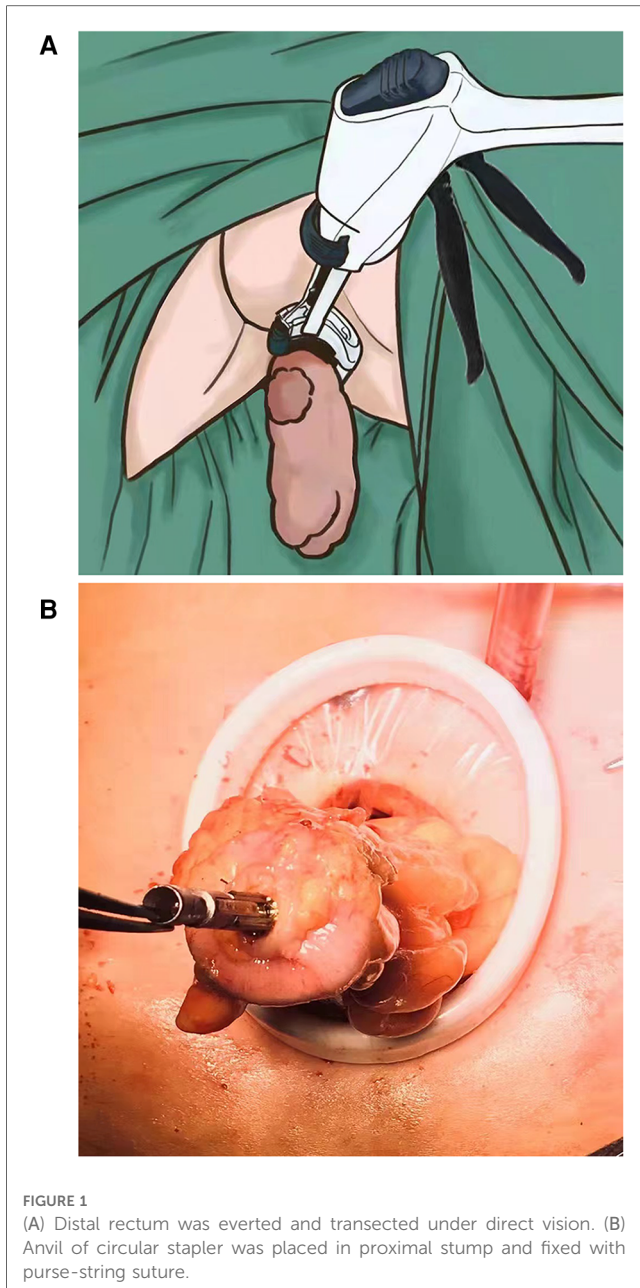 A
B
FIGURE 1
(A) Distal rectum was everted and transected under direct vision. (B)
Anvil of circular stapler was placed in proximal stump and fixed with
purse-string suture.